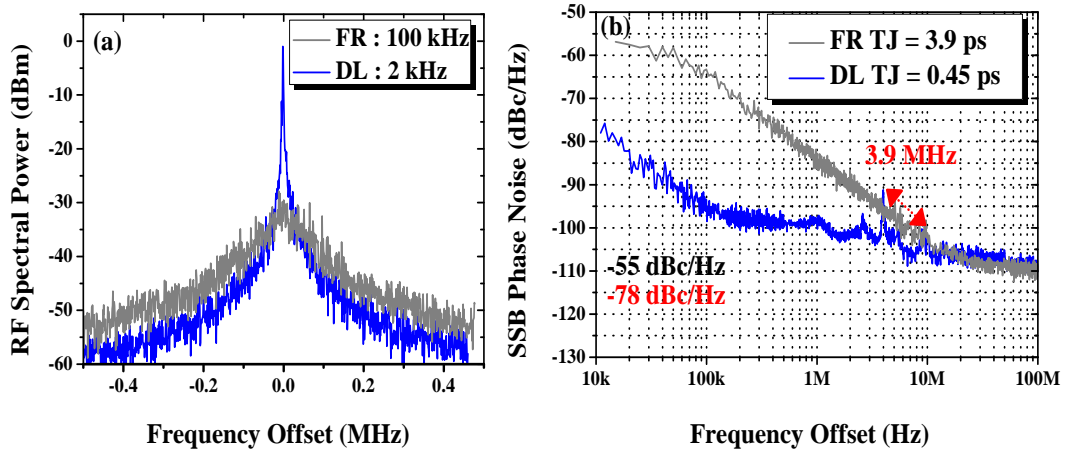 (a)
FR : 100 kHz
DL : 2 kHz
RF Spectral Power (dBm)
0
-10
-20
-30
-40
-50
-60
-0.4
-0.2
0.0
0.2
0.4
Frequency Offset (MHz)
(b)
FR TJ = 3.9 ps
DL TJ = 0.45 ps
3.9 MHz
-55 dBc/Hz
-78 dBc/Hz
SSB Phase Noise (dBc/Hz)
-50
-60
-70
-80
-90
-100
-110
-120
-130
10k
100k
1M
10M
100M
Frequency Offset (Hz)